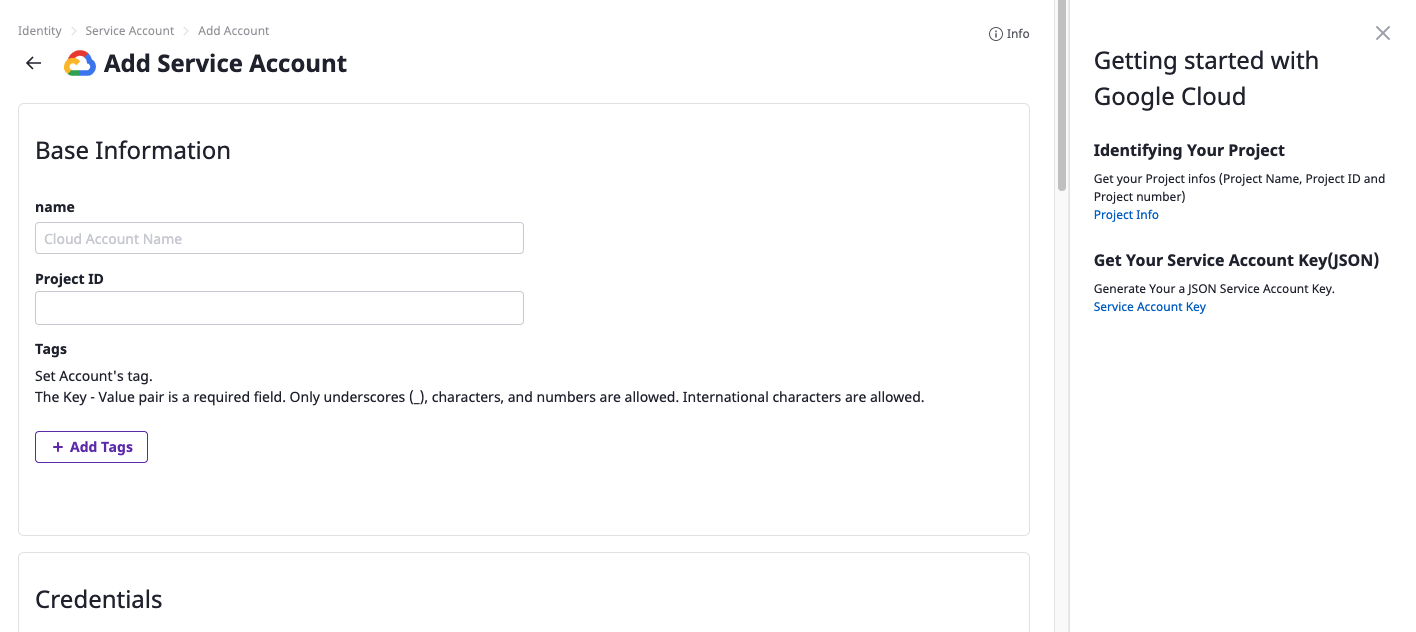 Identity > Service Account > Add Account
Info
Add Service Account
Base Information
name
Cloud Account Name
Project ID
Tags
Set Account's tag.
The Key - Value pair is a required field. Only underscores (_), characters, and numbers are allowed. International characters are allowed.
+ Add Tags
Credentials
Getting started with
Google Cloud
Identifying Your Project
Get your Project infos (Project Name, Project ID and
Project number)
Project Info
Get Your Service Account Key(JSON)
Generate Your a JSON Service Account Key.
Service Account Key